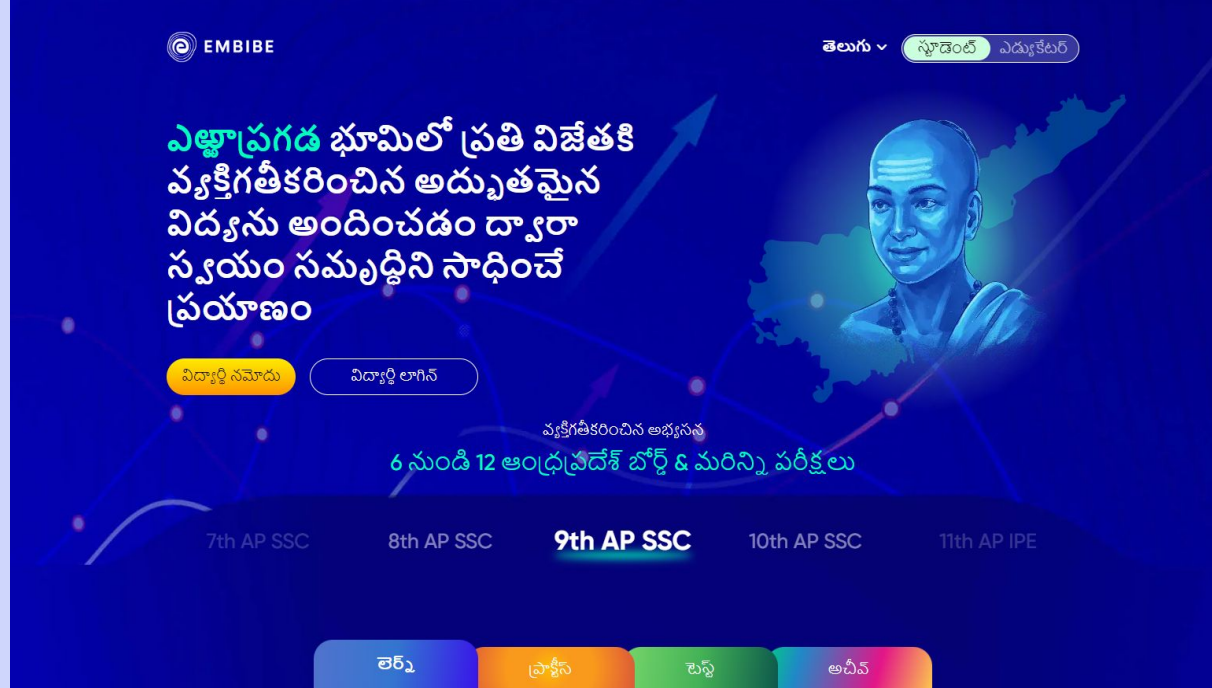 EMBIBE
తెలుగు
స్టూడెంట్ ఎడ్యుకేటర్
ఎఱ్ఱాప్రగడ భూమిలో ప్రతి విజేతకి
వ్యక్తిగతీకరించిన అద్భుతమైన
విద్యను అందించడం ద్వారా
స్వయం సమృద్ధిని సాధించే
ప్రయాణం
విద్యార్థి నమోదు
విద్యార్థి లాగిన్
వ్యక్తిగతీకరించిన అభ్యసన
6 నుండి 12 ఆంధ్రప్రదేశ్ బోర్డ్ & మరిన్ని పరీక్షలు
7th AP SSC
8th AP SSC
9th AP SSC
10th AP SSC
11th AP IPE
లెర్న్
ప్రాక్టీస్
టెస్ట్
అచీవ్